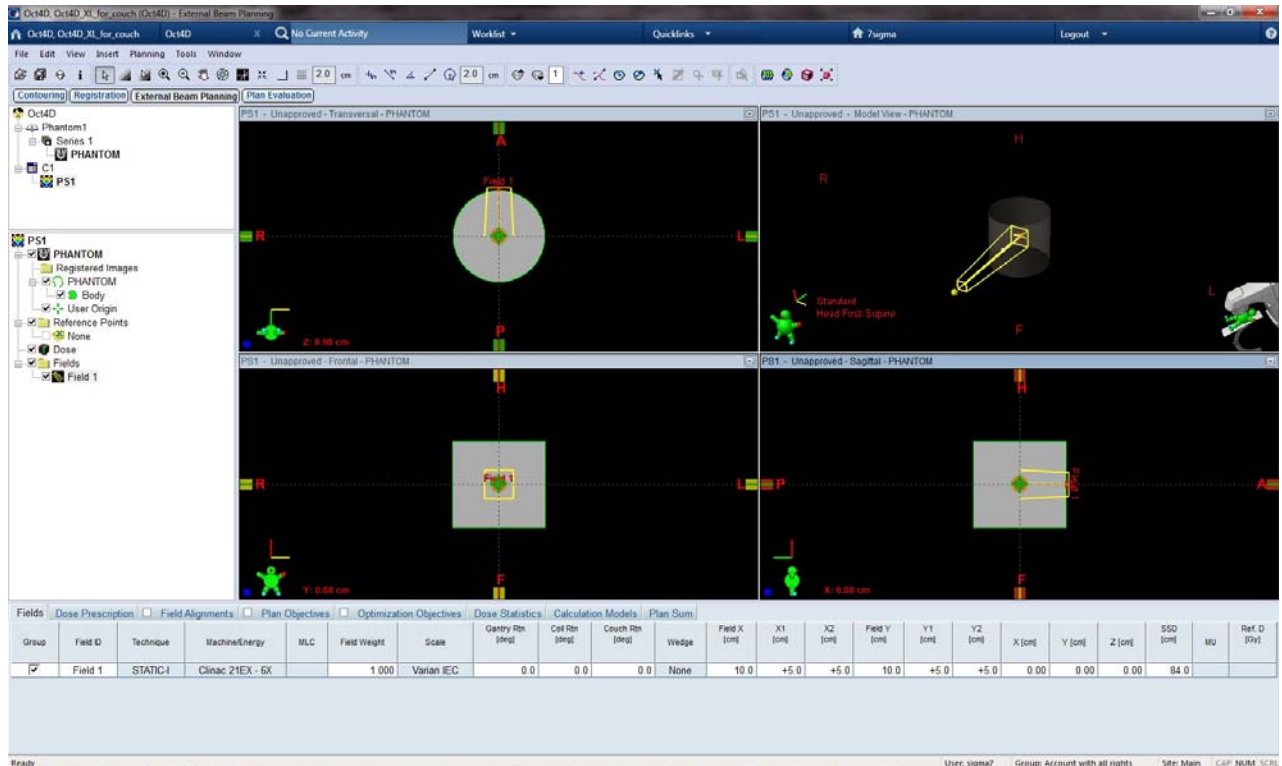 Oct4D, Oct4D_XL_for_couch (Oct4D) - External Beam Planning
Oct4D, Oct4D_XL_for_couch Oct4D X No Current Activity Worklist Quicklinks 7sigma Logout
File Edit View Insert Planning Tools Window
2.0 cm 2.0 cm 1
Contouring Registration External Beam Planning Plan Evaluation
Oct4D
Phantom1
Series 1
PHANTOM
C1
PS1
PS1
PHANTOM
Registered Images
PHANTOM
Body
User Origin
Reference Points
None
Dose
Fields
Field 1
PS1 - Unapproved - Transversal - PHANTOM
A
Field 1
R L
Z: 0.00 cm
P
PS1 - Unapproved - Model View - PHANTOM
H
R
L
Standard
Head First-Supine
F
PS1 - Unapproved - Frontal - PHANTOM
H
R Field 1 L
Y: 0.00 cm
F
PS1 - Unapproved - Sagittal - PHANTOM
H
P Field 1 A
X: 0.00 cm
F
Fields Dose Prescription Field Alignments Plan Objectives Optimization Objectives Dose Statistics Calculation Models Plan Sum
Group Field ID Technique Machine/Energy MLC Field Weight Scale Gantry Rtn [deg] Coll Rtn [deg] Couch Rtn [deg] Wedge Field X [cm] X1 [cm] X2 [cm] Field Y [cm] Y1 [cm] Y2 [cm] X [cm] Y [cm] Z [cm] SSD [cm] MU Ref. D [Gy]
Field 1 STATIC-I Clinac 21EX - 6X 1.000 Varian IEC 0.0 0.0 0.0 None 10.0 +5.0 +5.0 10.0 +5.0 +5.0 0.00 0.00 0.00 84.0
Ready User: sigma7 Group: Account with all rights Site: Main CAP NUM SCRL